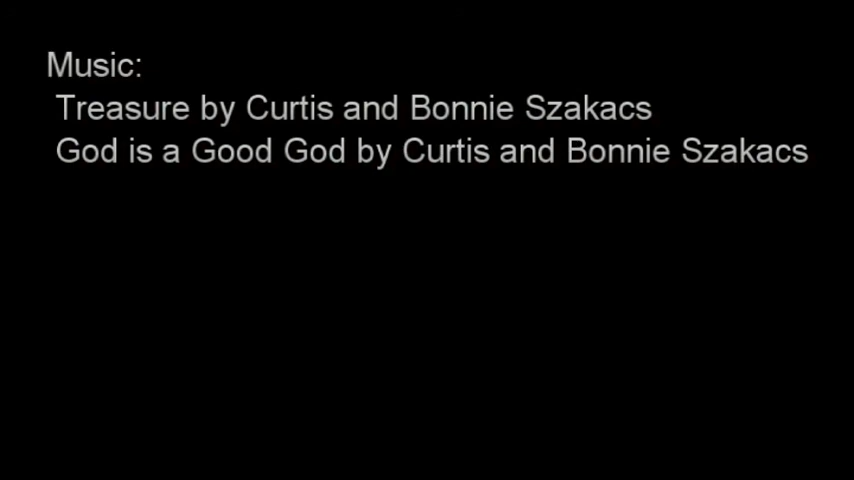 Music:
Treasure by Curtis and Bonnie Szakacs
God is a Good God by Curtis and Bonnie Szakacs